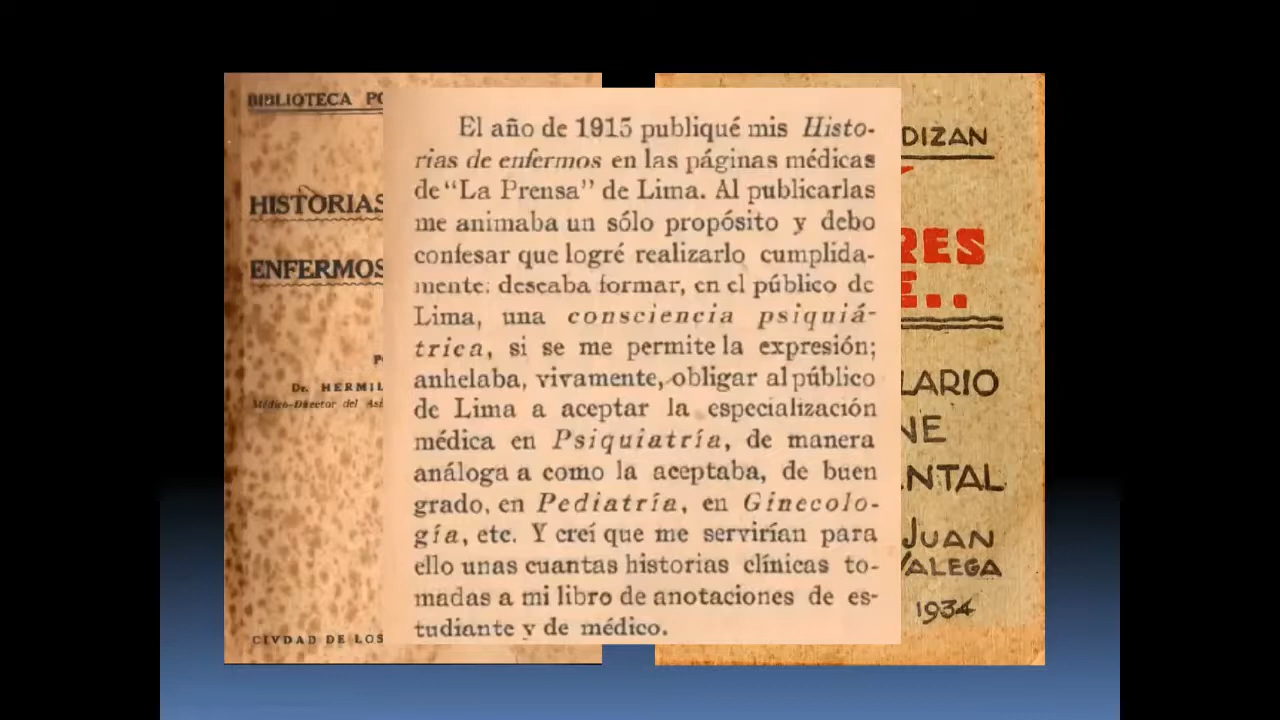 BIBLIOTECA PO
HISTORIAS
ENFERMOS
Dr. HERMIL
Médico-Director del Asi
CIVDAD DE LOS
El año de 1915 publiqué mis Histo-
rias de enfermos en las páginas médicas
de "La Prensa" de Lima. Al publicarlas
me animaba un sólo propósito y debo
confesar que logré realizarlo cumplida-
mente: deseaba formar, en el público de
Lima, una consciencia psiquiá-
trica, si se me permite la expresión;
anhelaba, vivamente, obligar al público
de Lima a aceptar la especialización
médica en Psiquiatría, de manera
análoga a como la aceptaba, de buen
grado, en Pediatría, en Ginecolo-
gía, etc. Y creí que me servirían para
ello unas cuantas historias clínicas to-
madas a mi libro de anotaciones de es-
tudiante y de médico.
DIZAN
RES
E..
LARIO
NE
NTAL
JUAN
VALEGA
1934